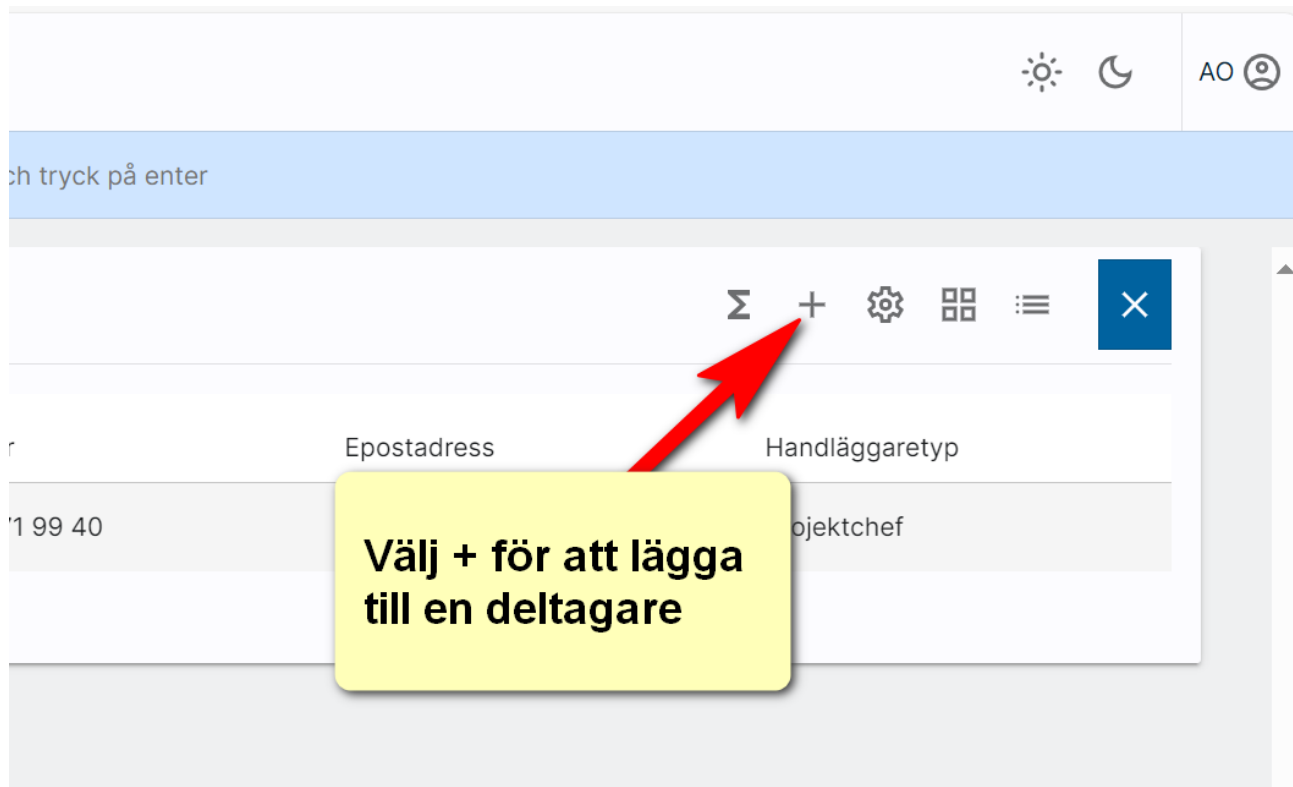 AO
ch tryck på enter
Σ
Epostadress Handläggaretyp
71 99 40 ojektchef
Välj + för att lägga
till en deltagare